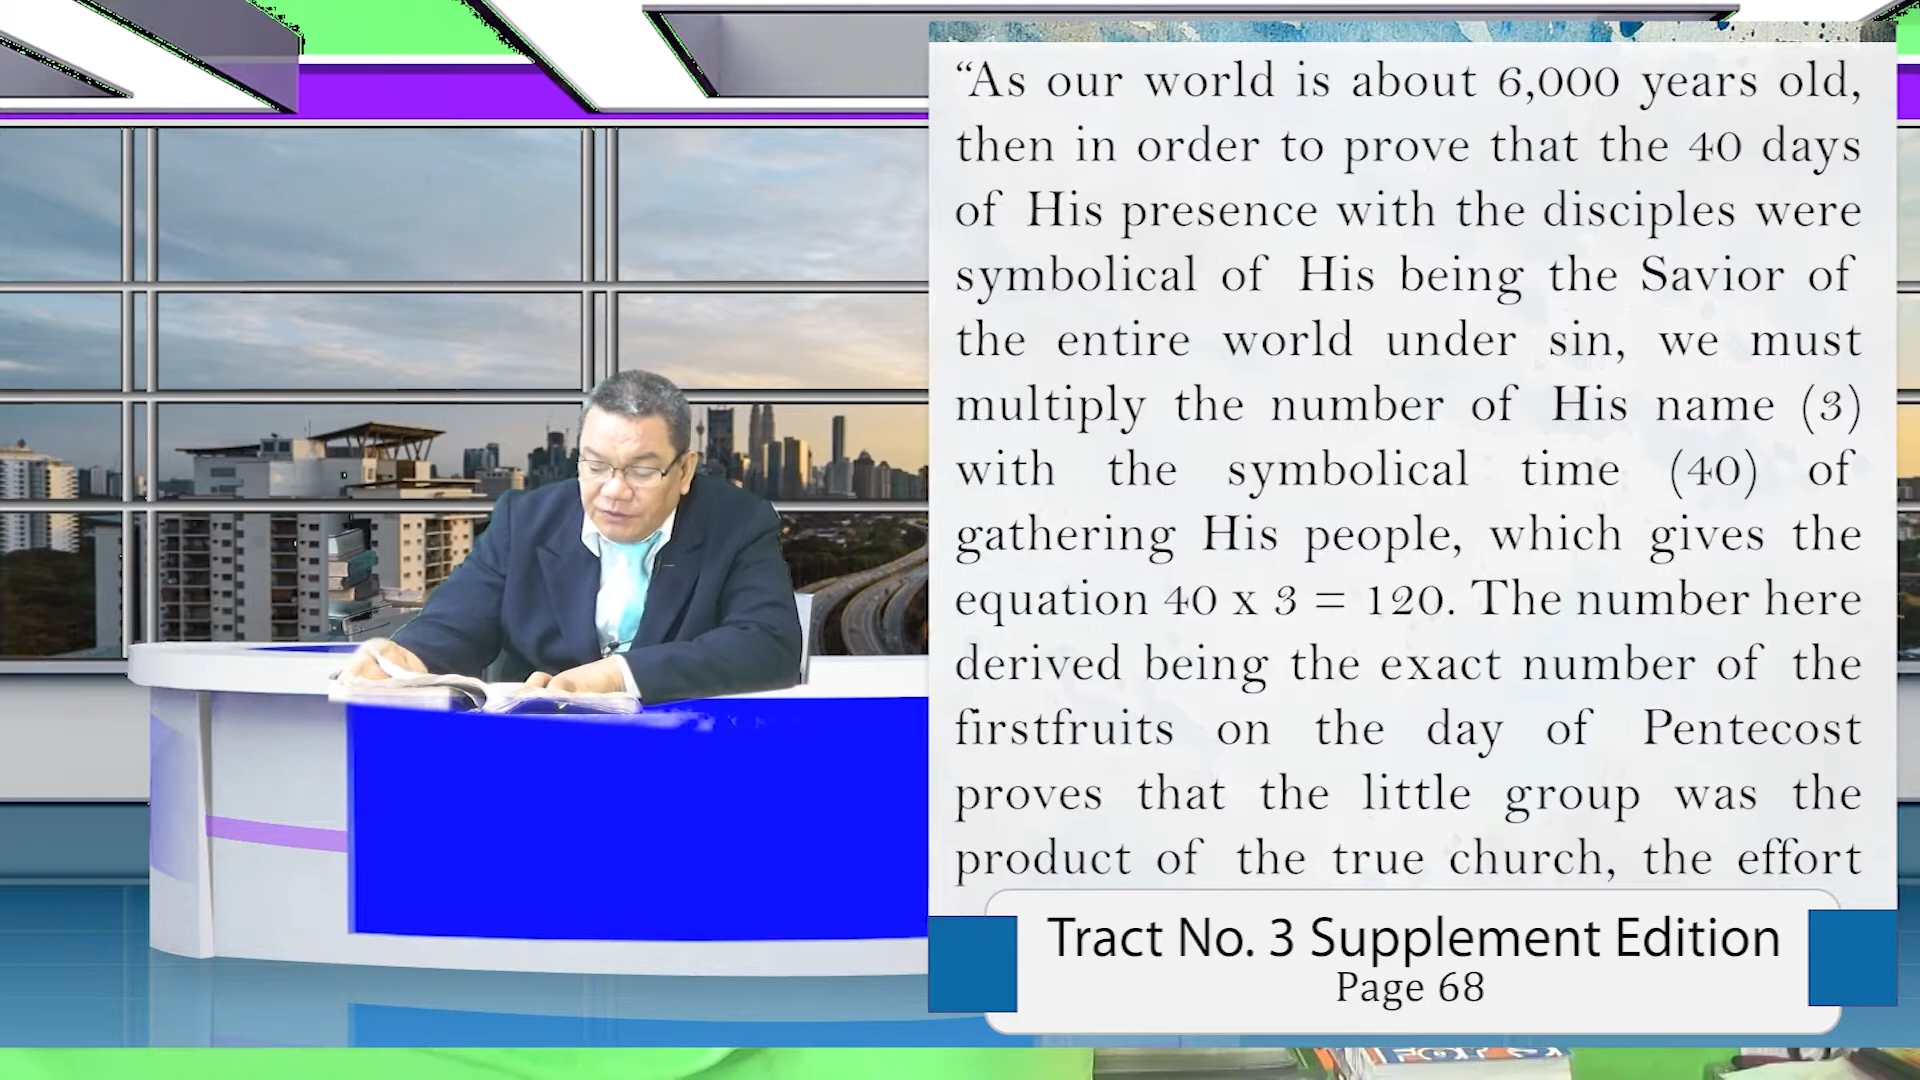 “As our world is about 6,000 years old,
then in order to prove that the 40 days
of His presence with the disciples were
symbolical of His being the Savior of
the entire world under sin, we must
multiply the number of His name (3)
with the symbolical time (40) of
gathering His people, which gives the
equation 40 x 3 = 120. The number here
derived being the exact number of the
firstfruits on the day of Pentecost
proves that the little group was the
product of the true church, the effort
Tract No. 3 Supplement Edition
Page 68